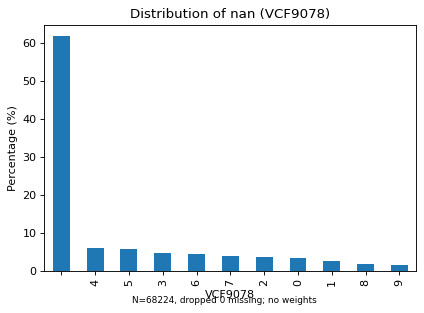 Distribution of nan (VCF9078)
Percentage (%)
60
50
40
30
20
10
0
4 5 3 6 7 2 0 1 8 9
VCF9078
N=68224, dropped 0 missing; no weights